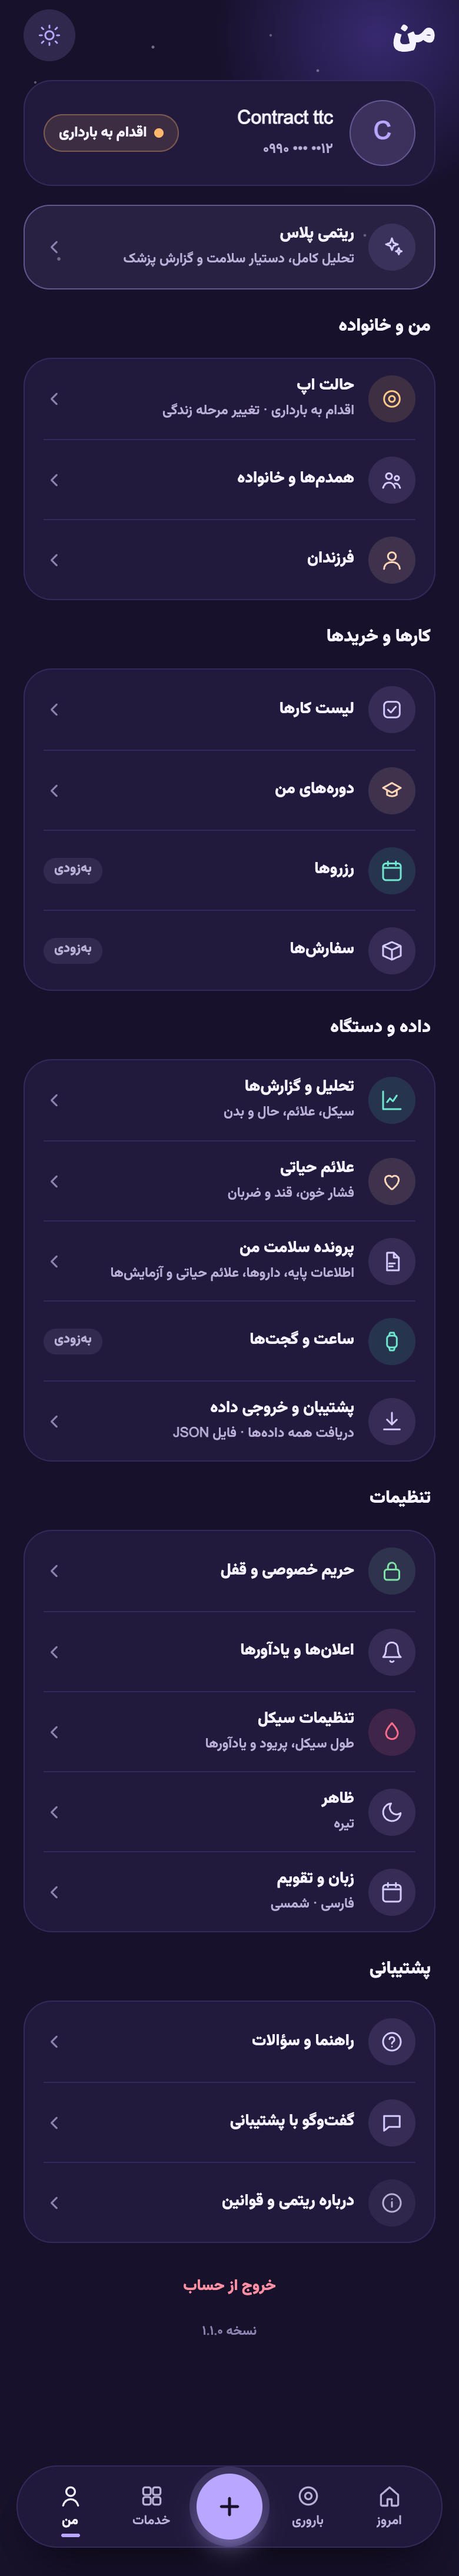 من
C
Contract ttc
۰۹۹۰ ••• ••۱۲
اقدام به بارداری
ریتمی پلاس
تحلیل کامل، دستیار سلامت و گزارش پزشک
من و خانواده
حالت اپ
اقدام به بارداری · تغییر مرحله زندگی
همدم‌ها و خانواده
فرزندان
کارها و خریدها
لیست کارها
دوره‌های من
رزروها
به‌زودی
سفارش‌ها
به‌زودی
داده و دستگاه
تحلیل و گزارش‌ها
سیکل، علائم، حال و بدن
علائم حیاتی
فشار خون، قند و ضربان
پرونده سلامت من
اطلاعات پایه، داروها، علائم حیاتی و آزمایش‌ها
ساعت و گجت‌ها
به‌زودی
پشتیبان و خروجی داده
دریافت همه داده‌ها · فایل JSON
تنظیمات
حریم خصوصی و قفل
اعلان‌ها و یادآورها
تنظیمات سیکل
طول سیکل، پریود و یادآورها
ظاهر
تیره
زبان و تقویم
فارسی · شمسی
پشتیبانی
راهنما و سؤالات
گفت‌وگو با پشتیبانی
درباره ریتمی و قوانین
خروج از حساب
نسخه ۱.۱.۰
امروز
باروری
خدمات
من